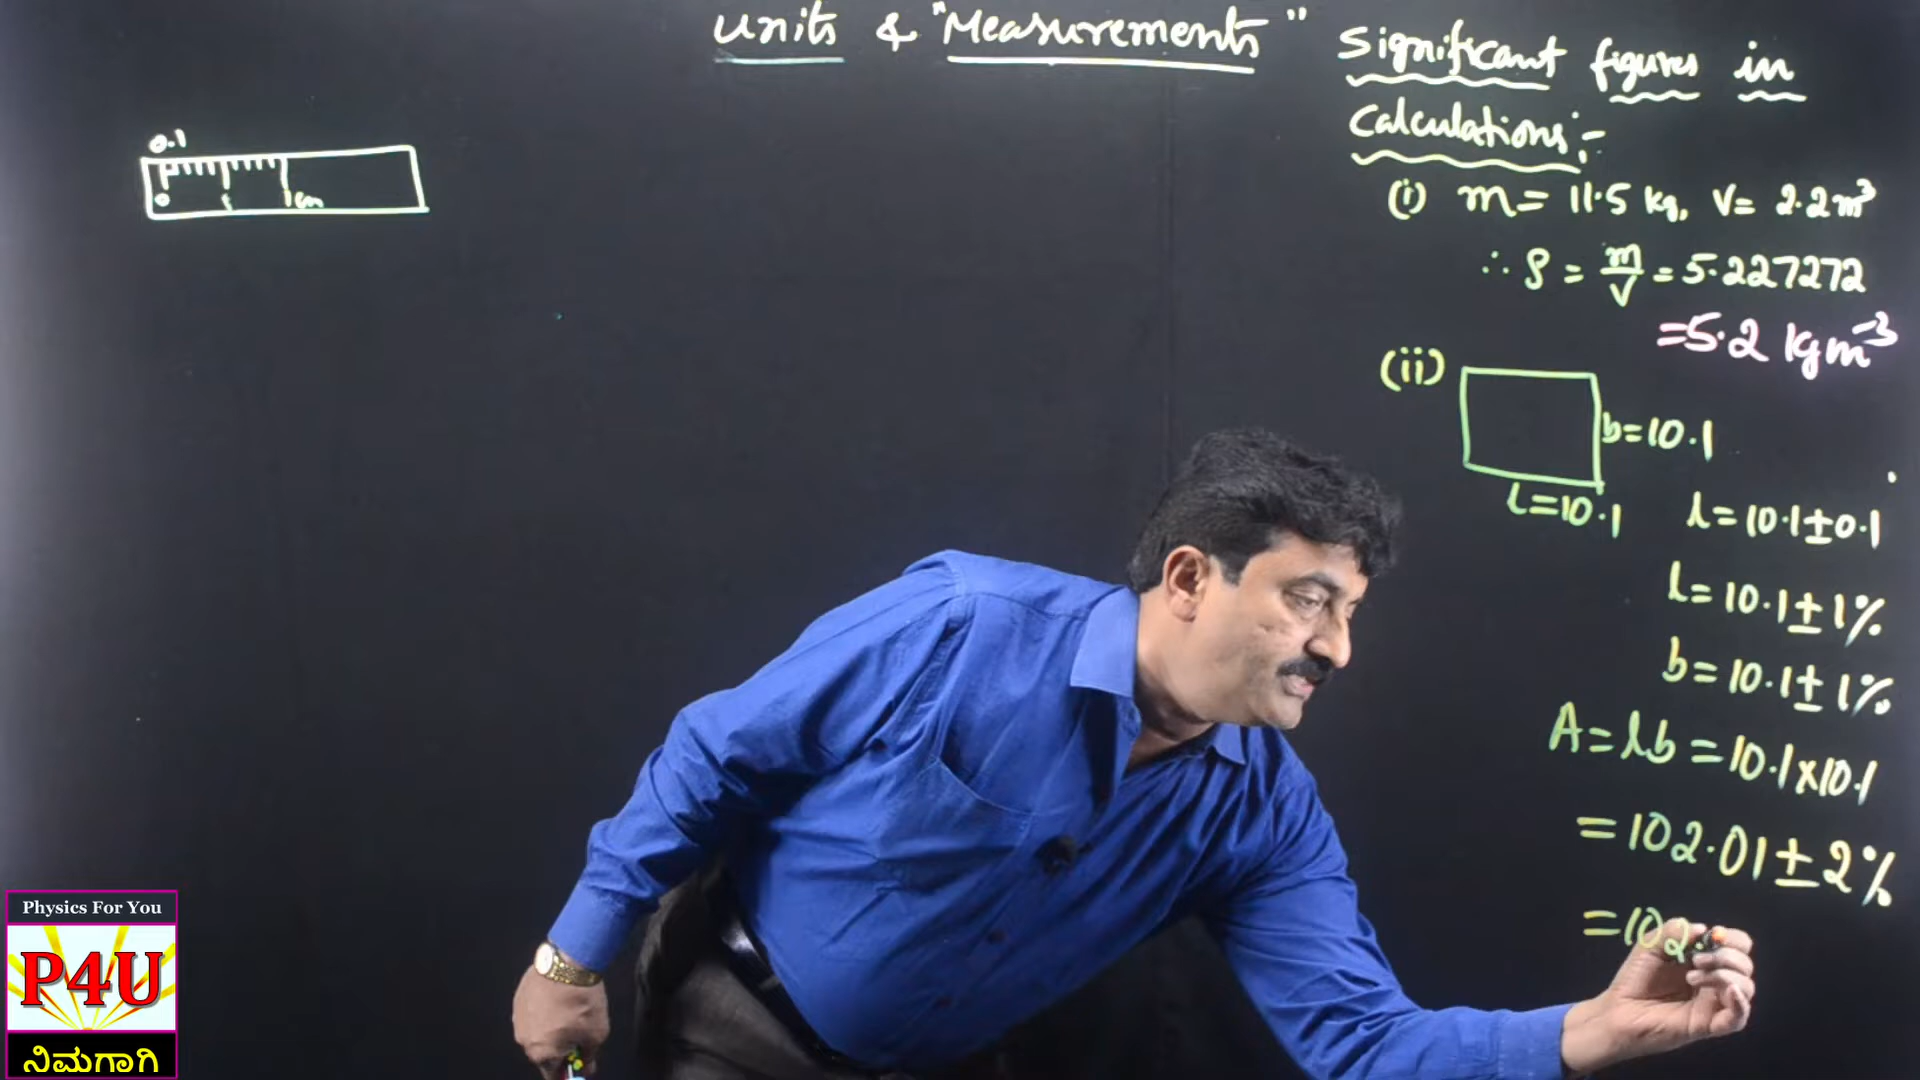 Units & "Measurements"
Significant figures in
Calculations:-
(i) m = 11.5 kg, V = 2.2 m³
∴ ρ = m/V = 5.227272
= 5.2 kg m⁻³
(ii)
b = 10.1
l = 10.1
l = 10.1 ± 0.1
l = 10.1 ± 1%
b = 10.1 ± 1%
A = lb = 10.1 x 10.1
= 102.01 ± 2%
= 102.
0.1
0
1 cm
Physics For You
P4U
ನಿಮಗಾಗಿ